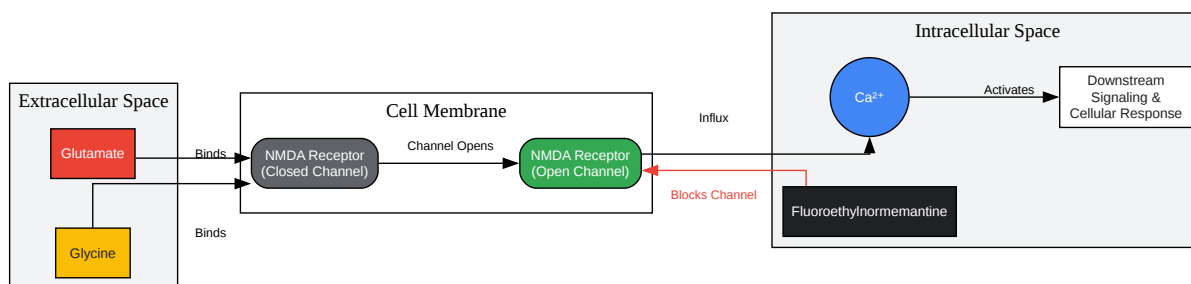 Intracellular Space
Extracellular Space
Cell Membrane
Glutamate
Binds
NMDA Receptor
(Closed Channel)
Channel Opens
NMDA Receptor
(Open Channel)
Influx
Ca²⁺
Activates
Downstream
Signaling &
Cellular Response
Blocks Channel
Fluoroethylnormemantine
Glycine
Binds